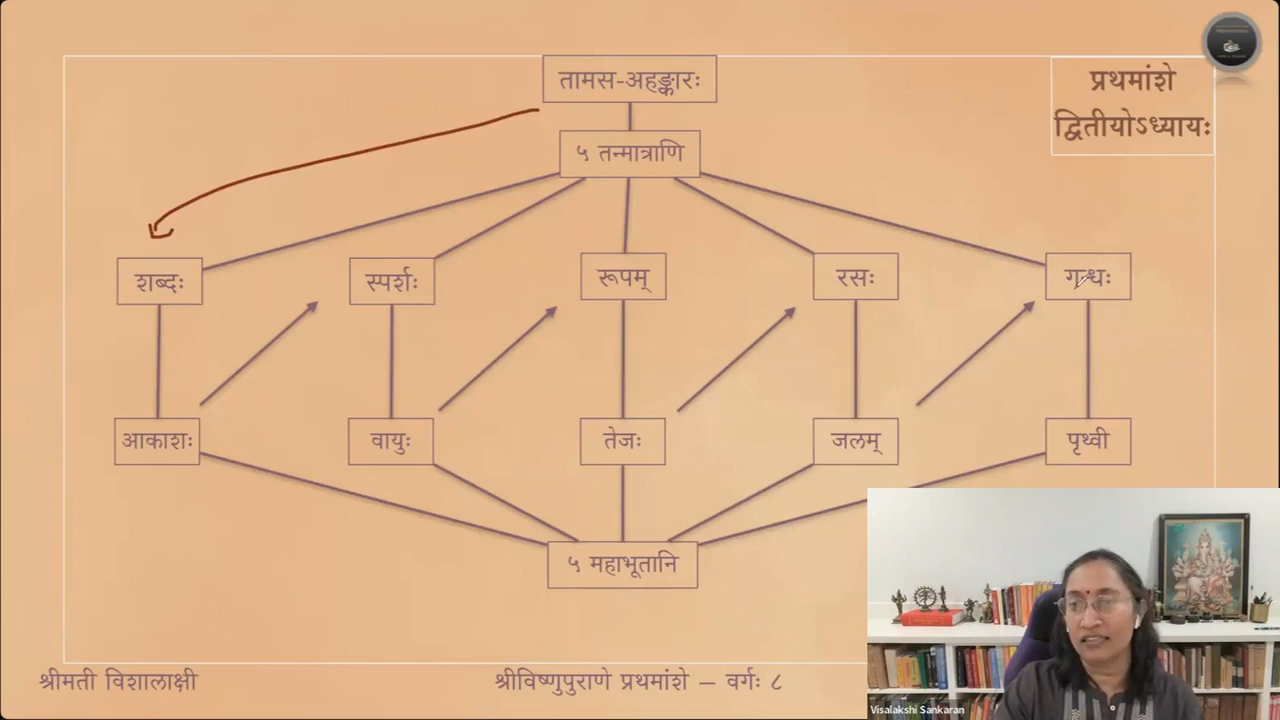 तामस-अहङ्कारः
प्रथमांशे
द्वितीयोऽध्यायः
५ तन्मात्राणि
शब्दः
स्पर्शः
रूपम्
रसः
गन्धः
आकाशः
वायुः
तेजः
जलम्
पृथ्वी
५ महाभूतानि
श्रीमती विशालाक्षी
श्रीविष्णुपुराणे प्रथमांशे – वर्गः ८
Visalakshi Sankaran